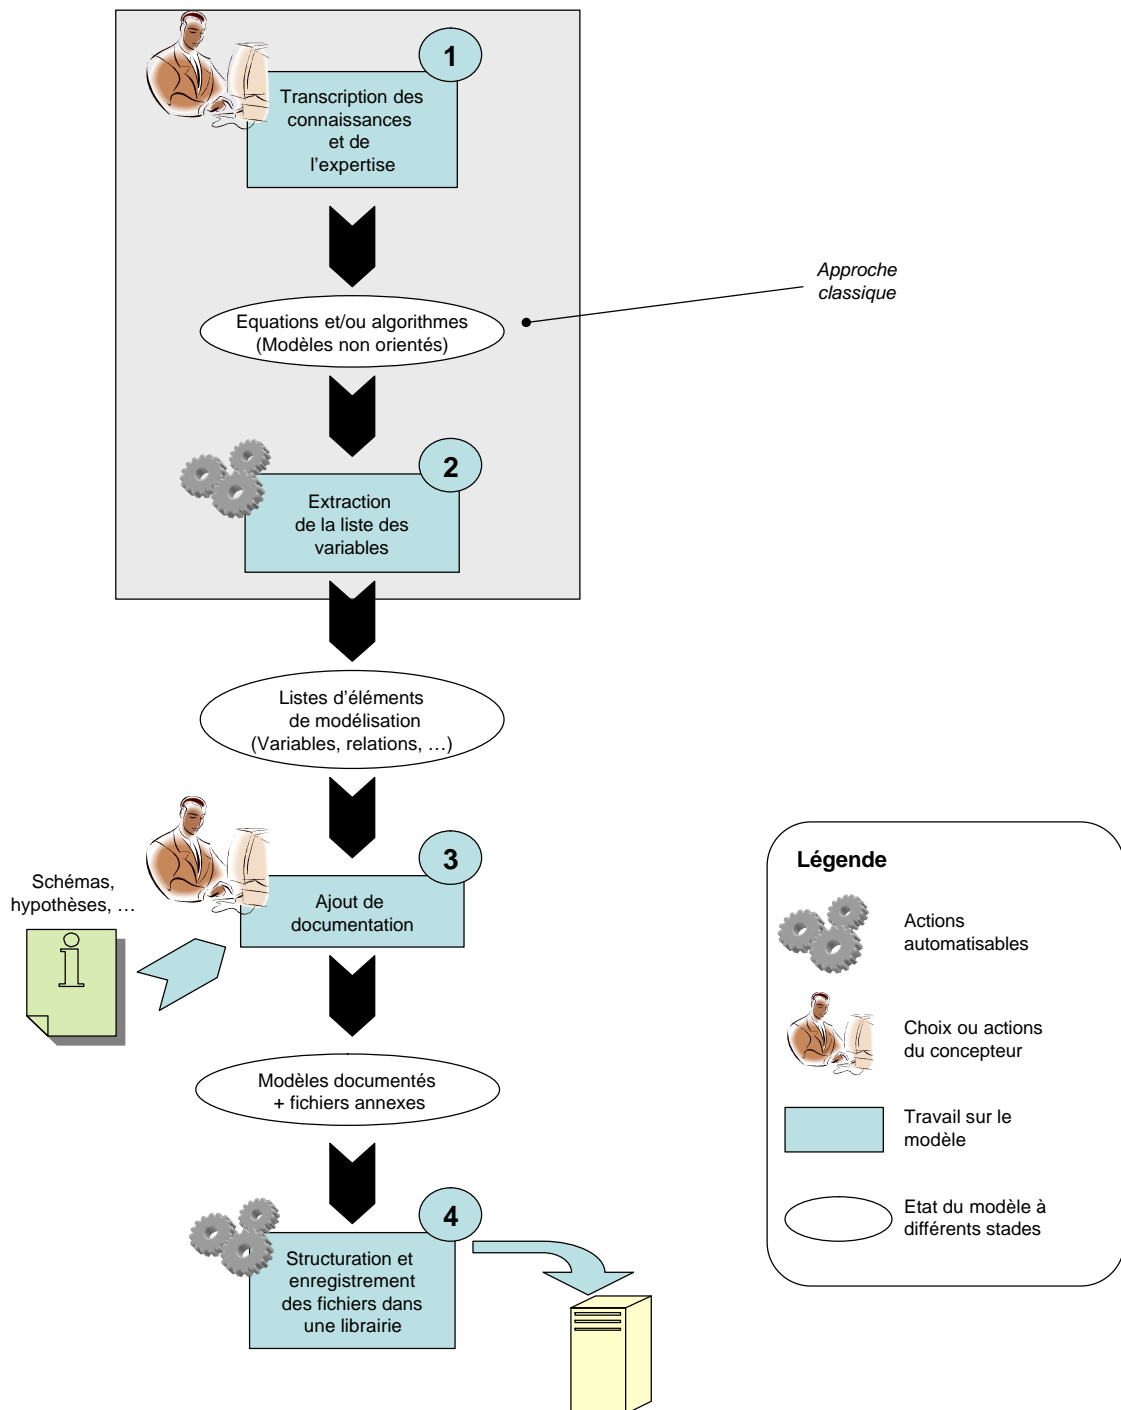 1
Transcription des
connaissances
et de
l’expertise
Approche
classique
Equations et/ou algorithmes
(Modèles non orientés)
2
Extraction
de la liste des
variables
Listes d’éléments
de modélisation
(Variables, relations, …)
3
Ajout de
documentation
Schémas,
hypothèses, …
i
Modèles documentés
+ fichiers annexes
4
Structuration et
enregistrement
des fichiers dans
une librairie
Légende
Actions
automatisables
Choix ou actions
du concepteur
Travail sur le
modèle
Etat du modèle à
différents stades